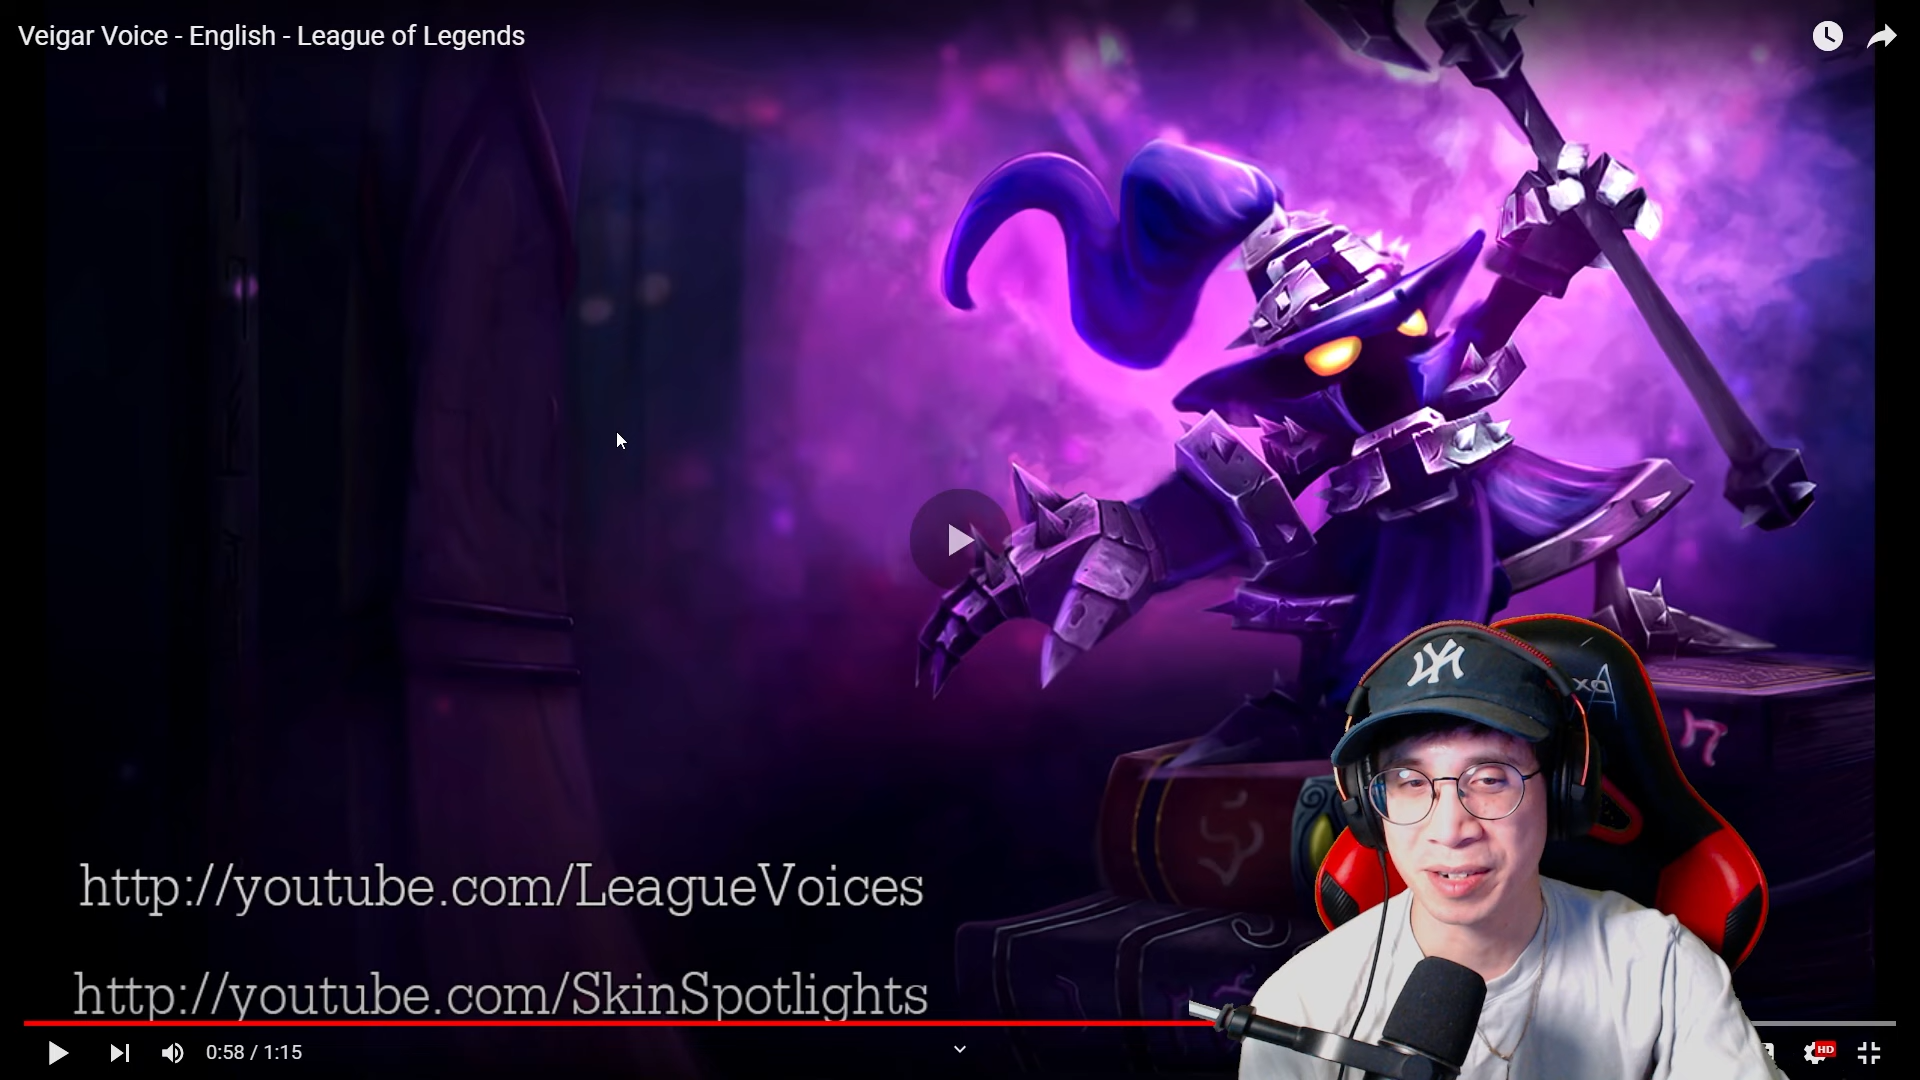 Veigar Voice - English - League of Legends
NY
http://youtube.com/LeagueVoices
http://youtube.com/SkinSpotlights
0:58 / 1:15
HD